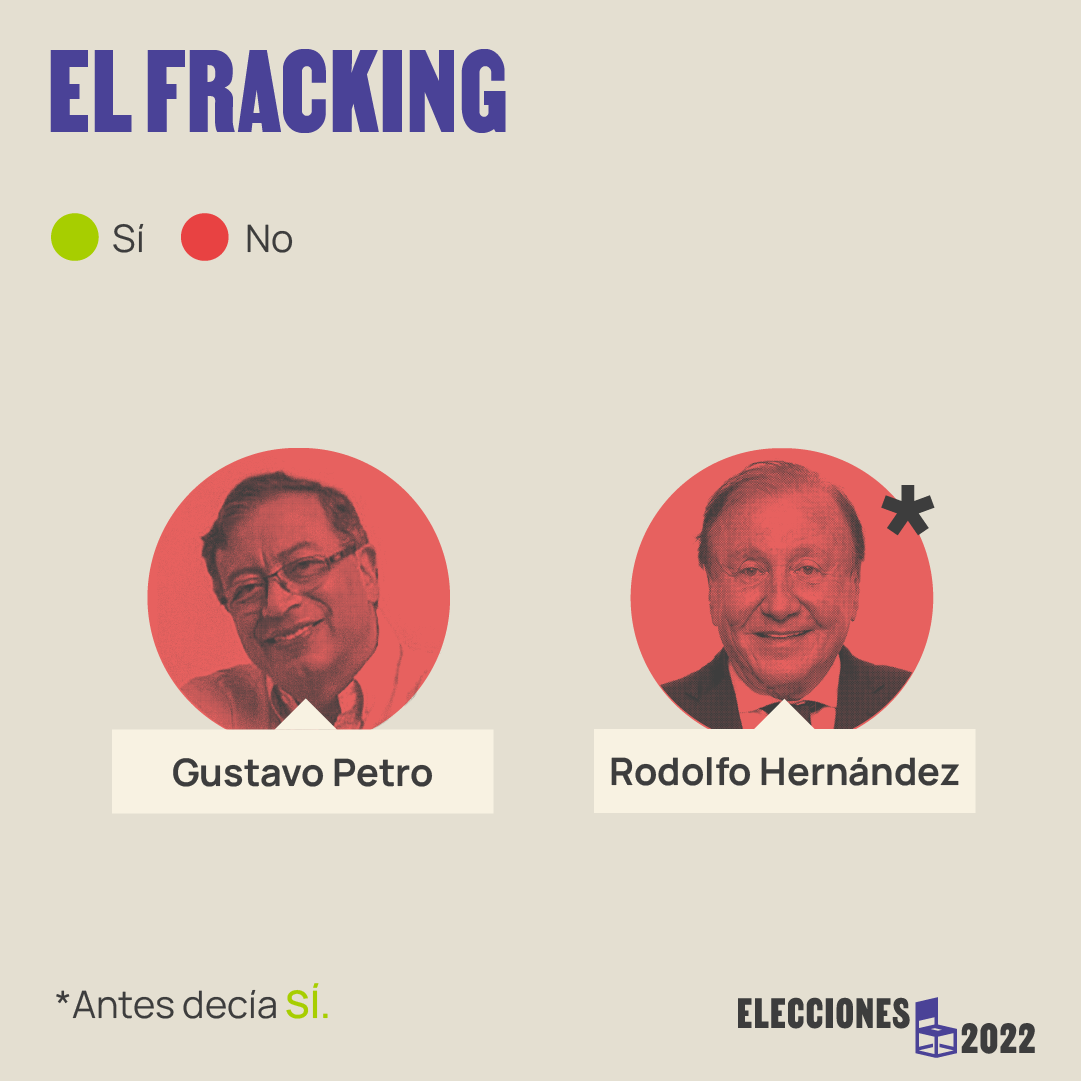 EL FRACKING
Sí No
*
Gustavo Petro
Rodolfo Hernández
*Antes decía SÍ.
ELECCIONES
2022